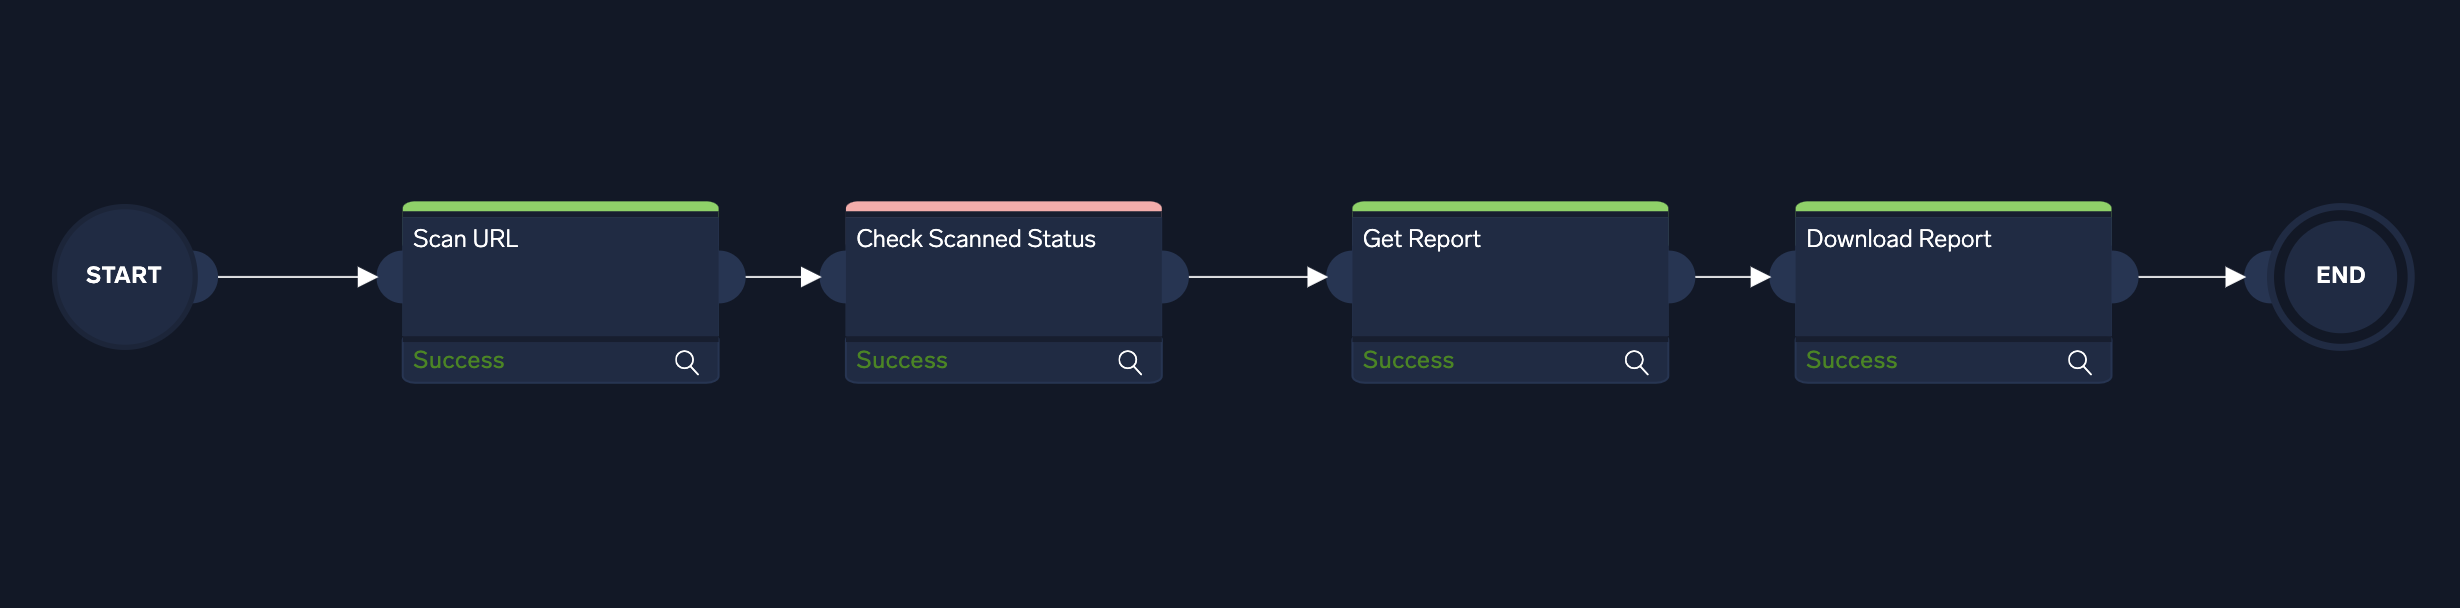 START
Scan URL
Success
Check Scanned Status
Success
Get Report
Success
Download Report
Success
END